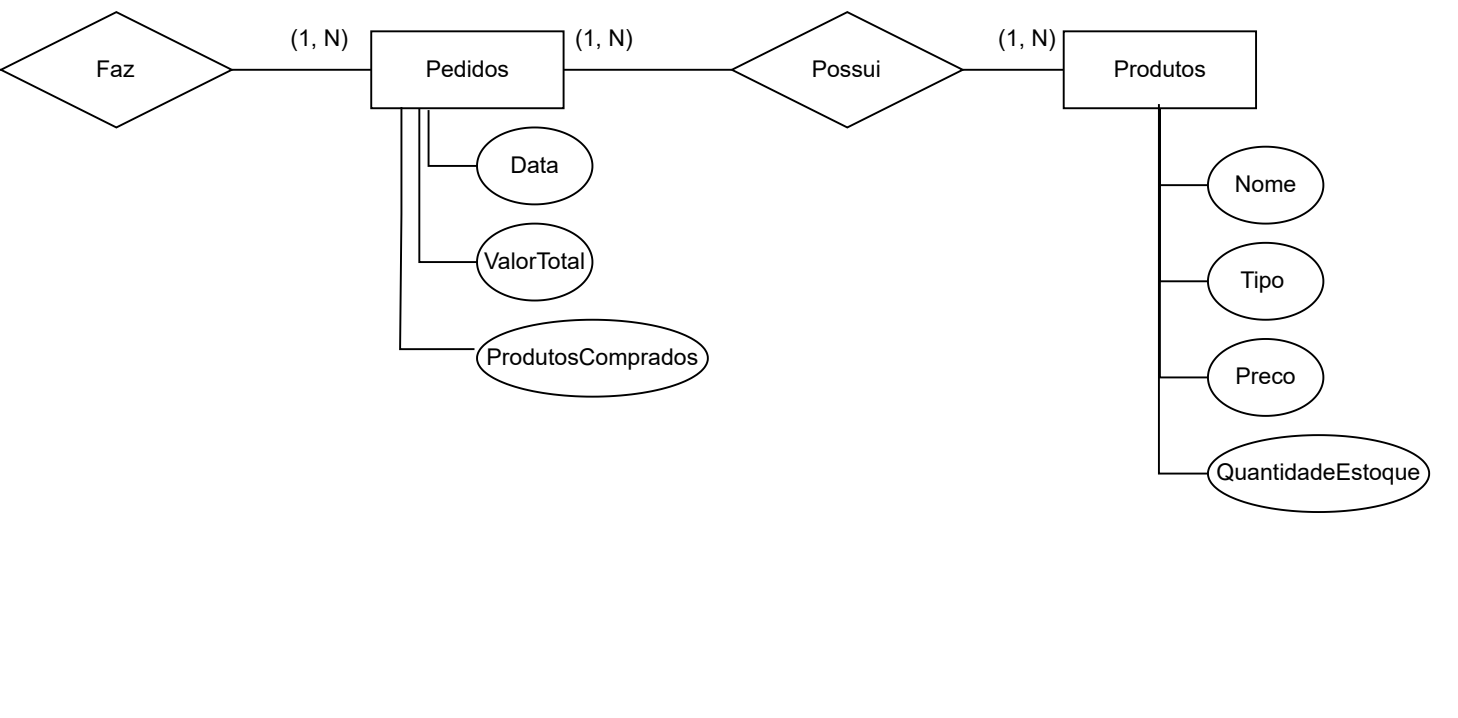 Faz
(1, N)
Pedidos
(1, N)
Possui
(1, N)
Produtos
Data
ValorTotal
ProdutosComprados
Nome
Tipo
Preco
QuantidadeEstoque